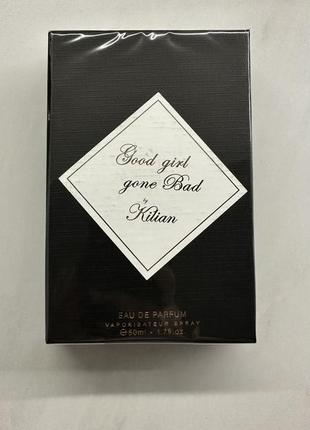 Good girl
gone Bad
by
Kilian
EAU DE PARFUM
VAPORISATEUR SPRAY
℮50ml - 1.7fl.oz.